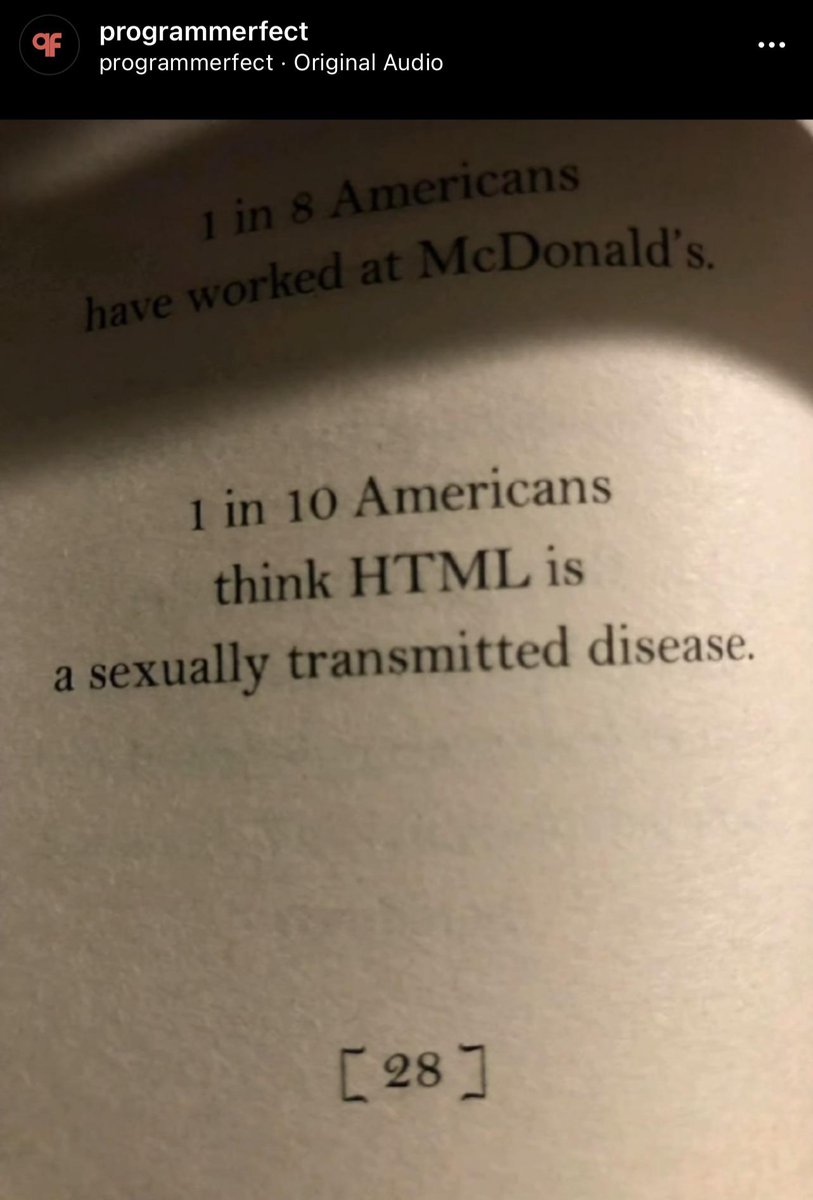 programmerfect
programmerfect · Original Audio
1 in 8 Americans
have worked at McDonald's.
1 in 10 Americans
think HTML is
a sexually transmitted disease.
[ 28 ]